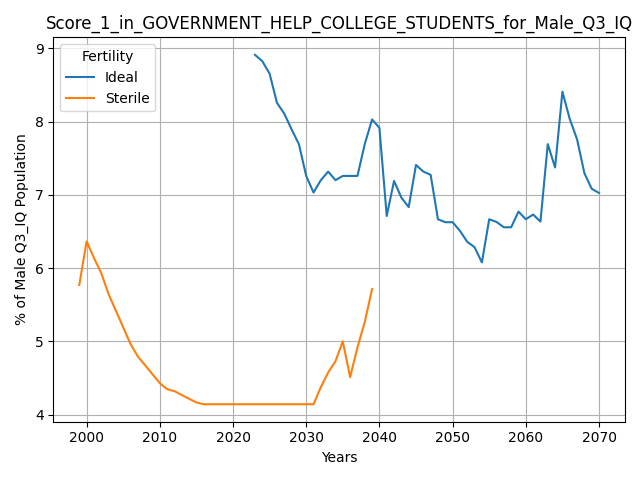 Score_1_in_GOVERNMENT_HELP_COLLEGE_STUDENTS_for_Male_Q3_IQ
Fertility
Ideal
Sterile
% of Male Q3_IQ Population
9
8
7
6
5
4
2000 2010 2020 2030 2040 2050 2060 2070
Years